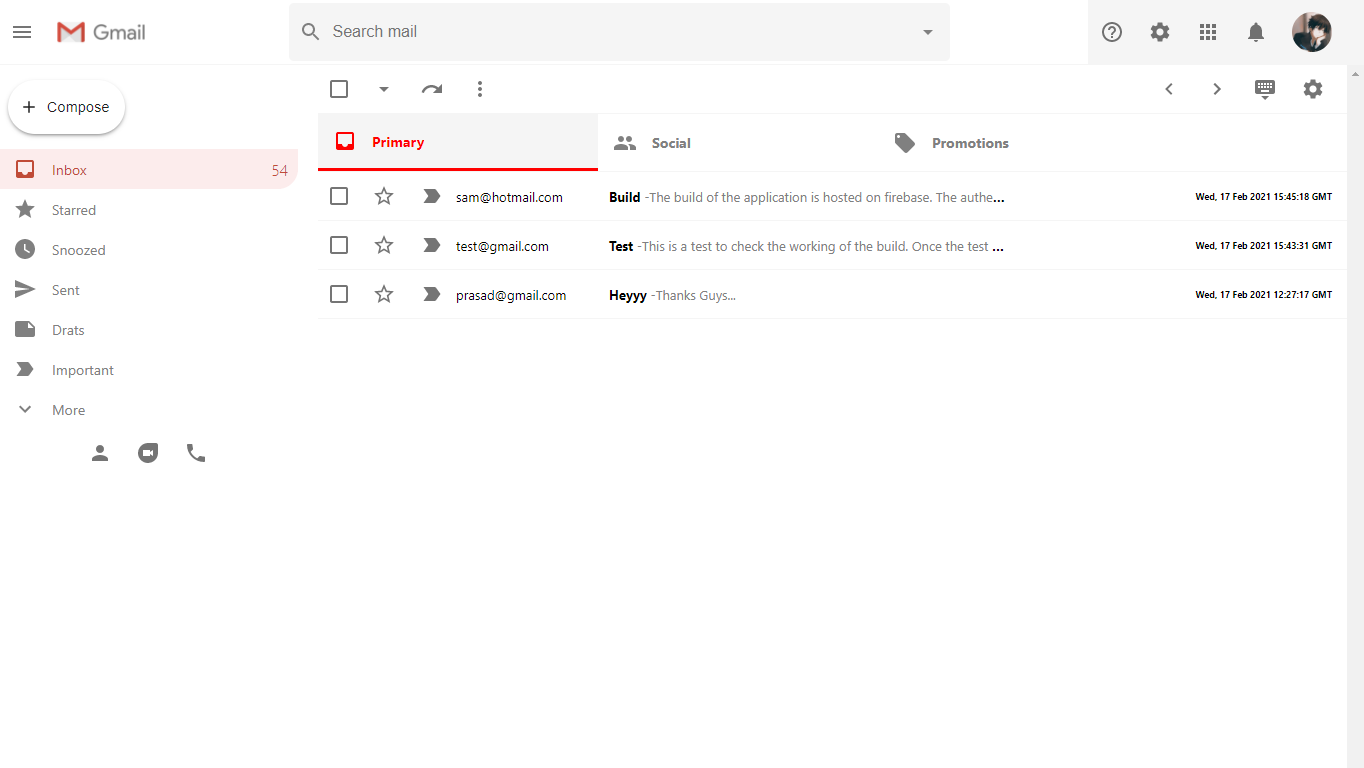 Gmail
Search mail
Compose
Inbox 54
Starred
Snoozed
Sent
Drats
Important
More
Primary Social Promotions
sam@hotmail.com Build -The build of the application is hosted on firebase. The authe... Wed, 17 Feb 2021 15:45:18 GMT
test@gmail.com Test -This is a test to check the working of the build. Once the test ... Wed, 17 Feb 2021 15:43:31 GMT
prasad@gmail.com Heyyy -Thanks Guys... Wed, 17 Feb 2021 12:27:17 GMT